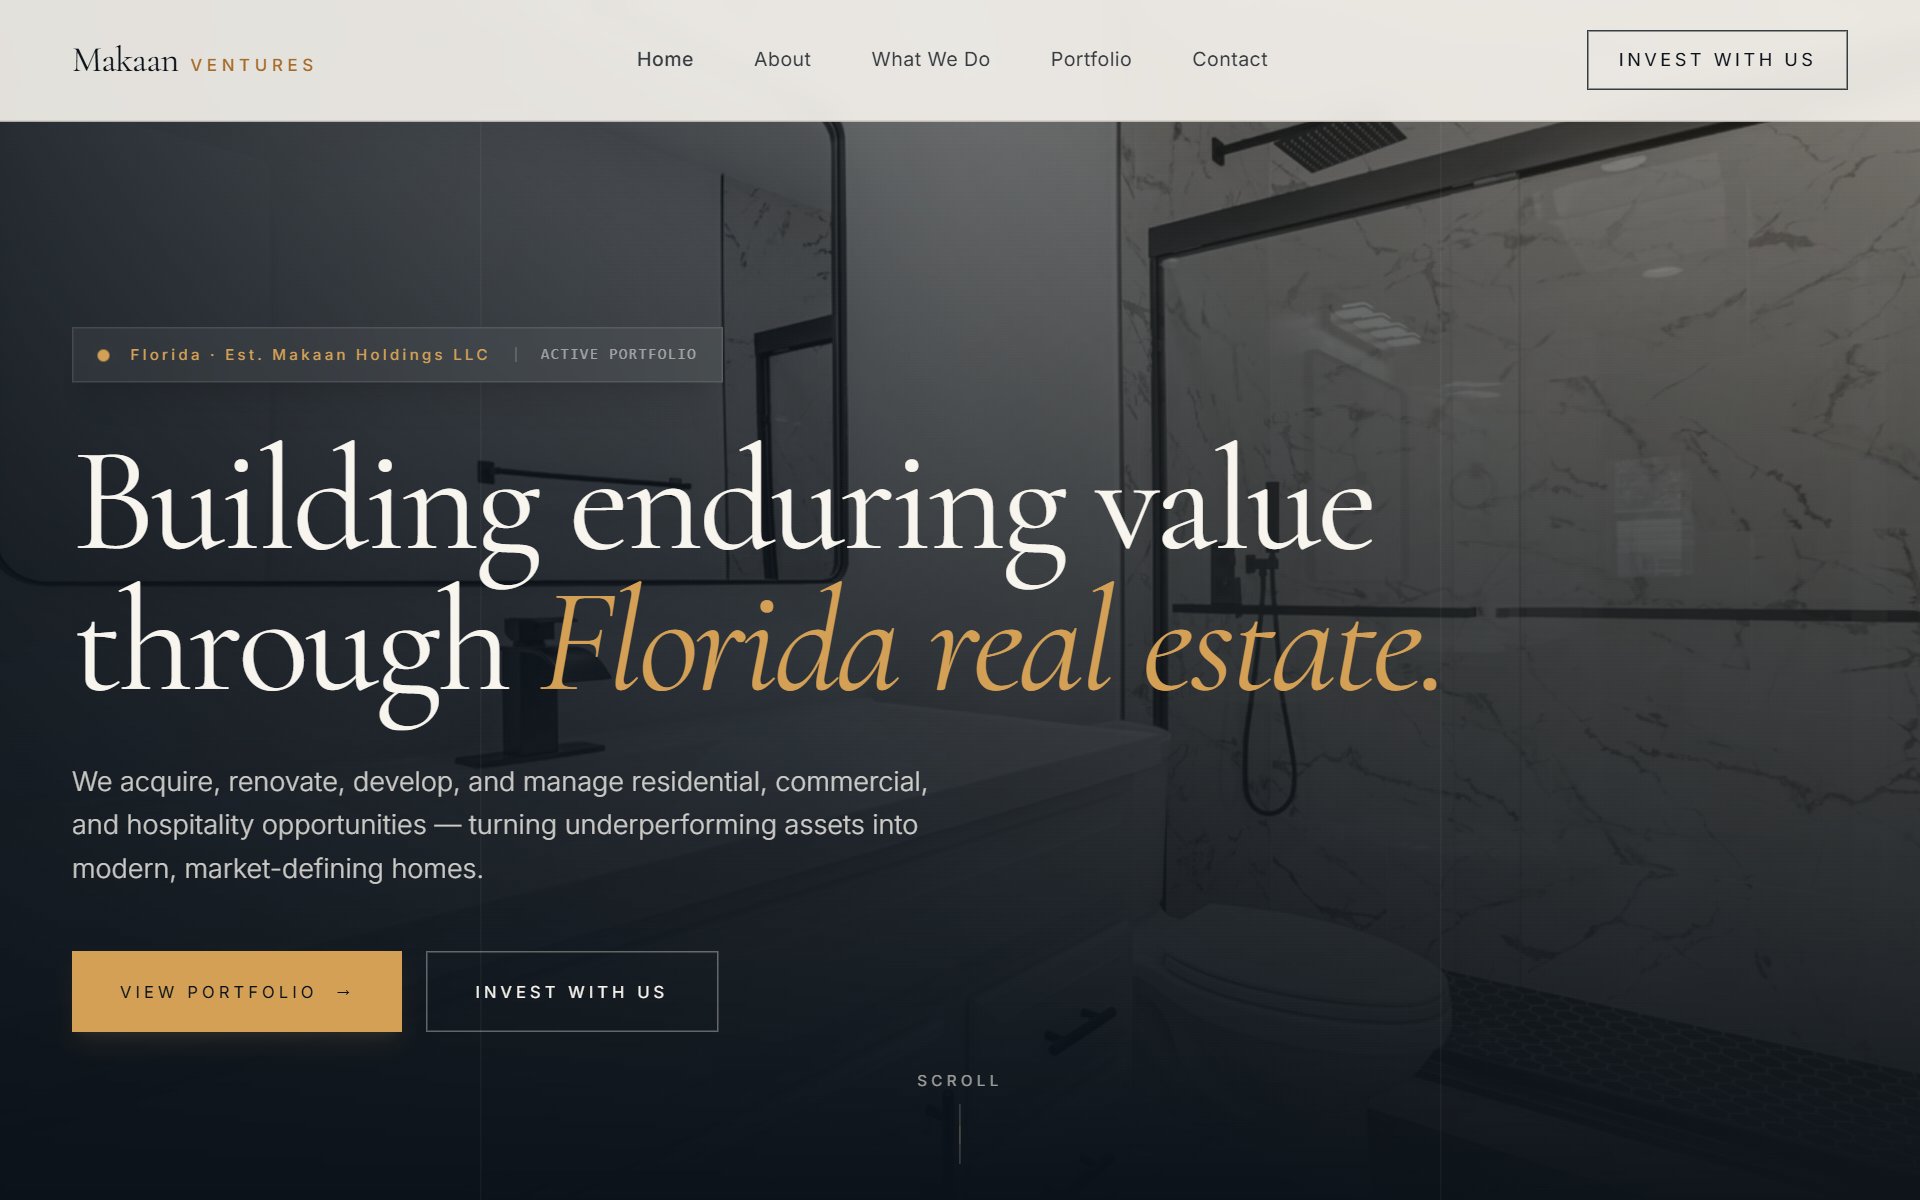 Makaan VENTURES
Home About What We Do Portfolio Contact
INVEST WITH US
Florida · Est. Makaan Holdings LLC | ACTIVE PORTFOLIO
Building enduring value
through Florida real estate.
We acquire, renovate, develop, and manage residential, commercial,
and hospitality opportunities — turning underperforming assets into
modern, market-defining homes.
VIEW PORTFOLIO →
INVEST WITH US
SCROLL